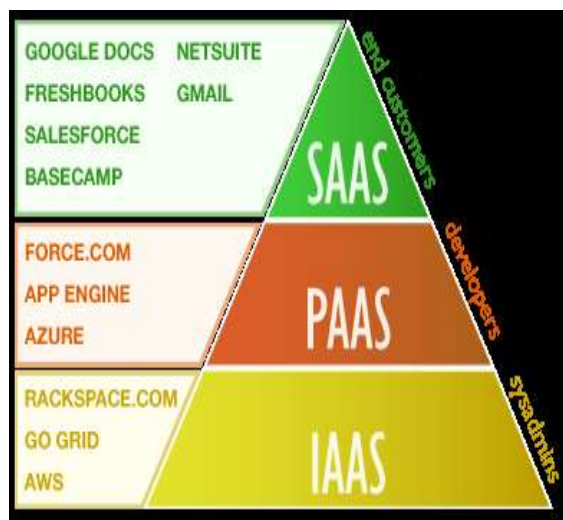 GOOGLE DOCS NETSUITE
FRESHBOOKS GMAIL
SALESFORCE
BASECAMP
SAAS
end customers
FORCE.COM
APP ENGINE
AZURE
PAAS
developers
RACKSPACE.COM
GO GRID
AWS
IAAS
sysadmins